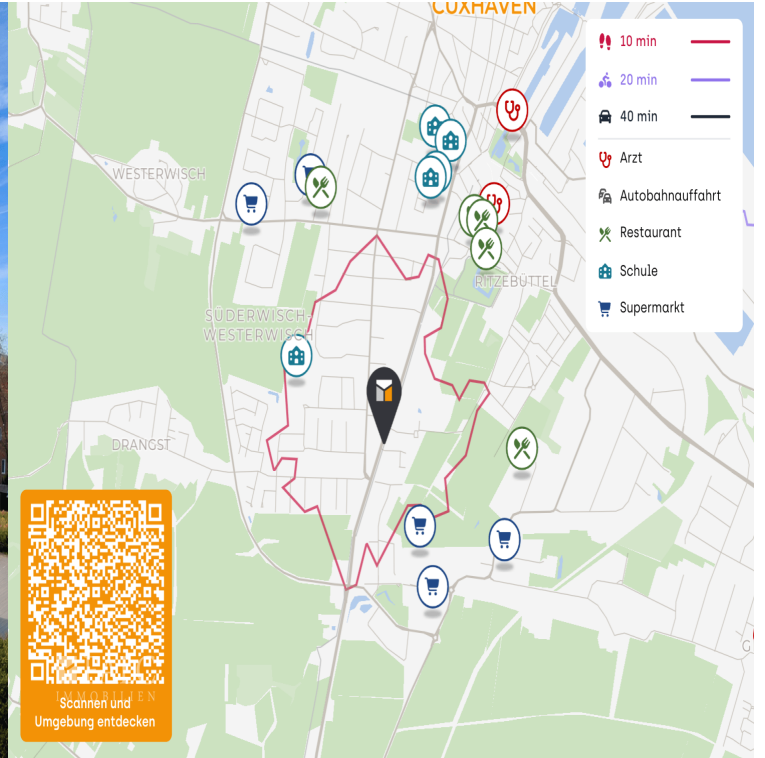 CUXHAVEN
10 min
20 min
40 min
Arzt
Autobahnauffahrt
Restaurant
Schule
Supermarkt
WESTERWISCH
RITZEBÜTTEL
SÜDERWISCH-
WESTERWISCH
DRANGST
G
IMMOBILIEN
Scannen und
Umgebung entdecken